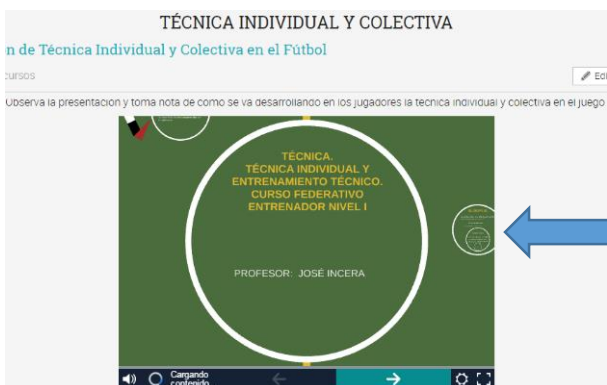 TÉCNICA INDIVIDUAL Y COLECTIVA
n de Técnica Individual y Colectiva en el Fútbol
cursos
Edi
Observa la presentación y toma nota de como se va desarrollando en los jugadores la técnica individual y colectiva en el juego
TÉCNICA.
TÉCNICA INDIVIDUAL Y
ENTRENAMIENTO TÉCNICO.
CURSO FEDERATIVO
ENTRENADOR NIVEL I
PROFESOR: JOSÉ INCERA
Cargando
contenido